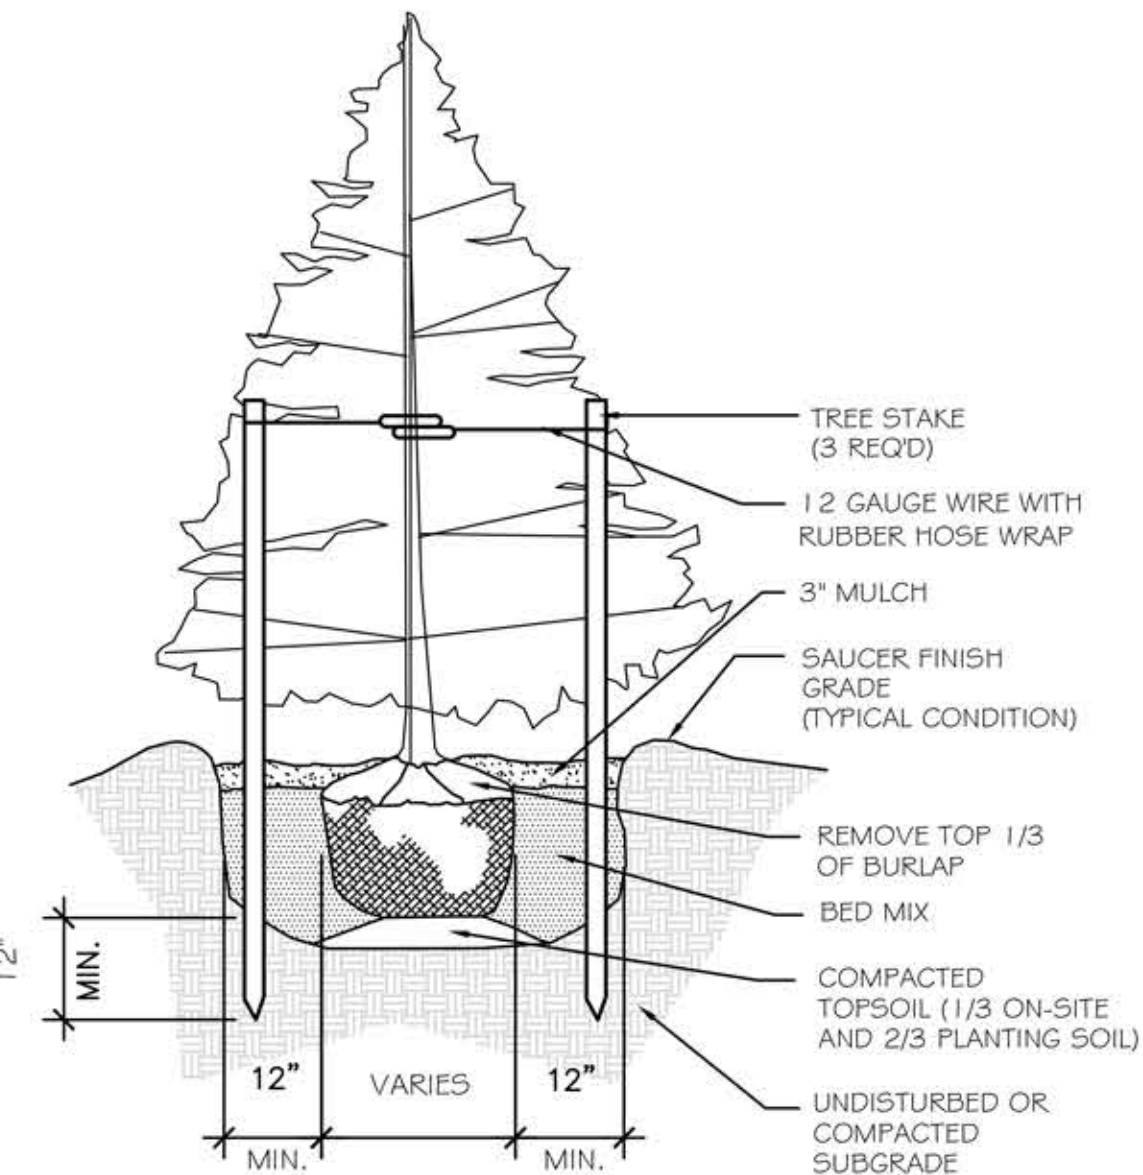 TREE STAKE
(3 REQ'D)
12 GAUGE WIRE WITH
RUBBER HOSE WRAP
3" MULCH
SAUCER FINISH
GRADE
(TYPICAL CONDITION)
REMOVE TOP 1/3
OF BURLAP
BED MIX
COMPACTED
TOPSOIL (1/3 ON-SITE
AND 2/3 PLANTING SOIL)
UNDISTURBED OR
COMPACTED
SUBGRADE
12"
MIN.
12"
VARIES
12"
MIN.
MIN.